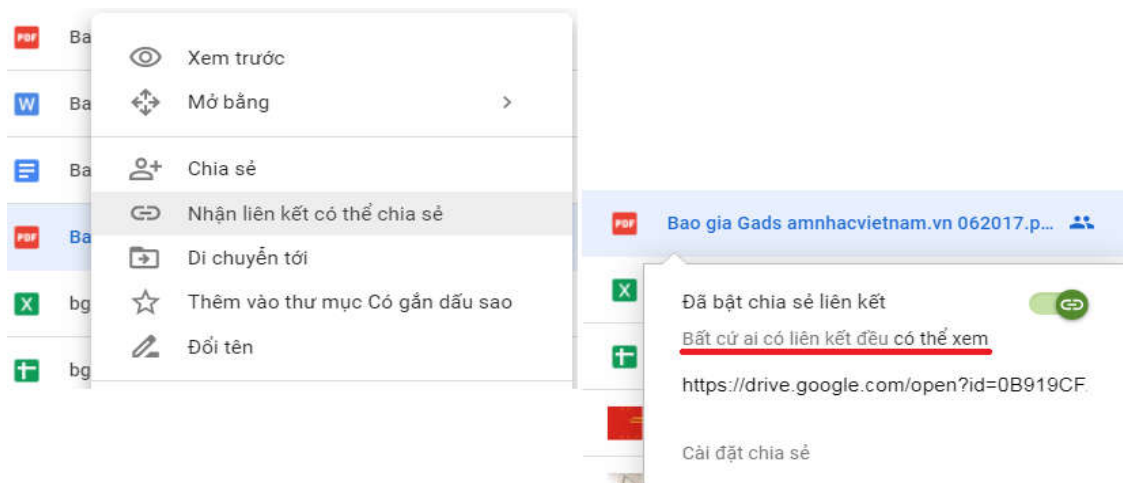 PDF Ba
Xem trước
W Ba
Mở bằng
Ba
Chia sẻ
Nhận liên kết có thể chia sẻ
PDF Ba
Di chuyển tới
X bg
Thêm vào thư mục Có gắn dấu sao
Đổi tên
bg
PDF Bao gia Gads amnhacvietnam.vn 062017.p...
X
Đã bật chia sẻ liên kết
Bất cứ ai có liên kết đều có thể xem
https://drive.google.com/open?id=0B919CF
Cài đặt chia sẻ